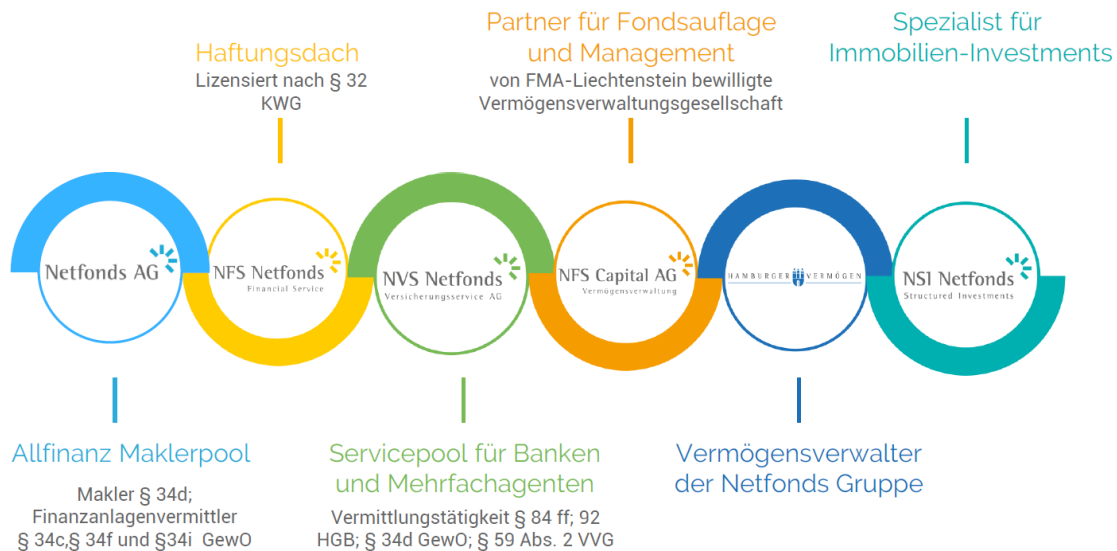 Haftungsdach
Lizensiert nach § 32
KWG
Partner für Fondsauflage
und Management
von FMA-Liechtenstein bewilligte
Vermögensverwaltungsgesellschaft
Spezialist für
Immobilien-Investments
Netfonds AG
NFS Netfonds
Financial Service
NVS Netfonds
Versicherungsservice AG
NFS Capital AG
Vermögensverwaltung
HAMBURGER VERMÖGEN
NSI Netfonds
Structured Investments
Allfinanz Maklerpool
Makler § 34d;
Finanzanlagenvermittler
§ 34c,§ 34f und §34i GewO
Servicepool für Banken
und Mehrfachagenten
Vermittlungstätigkeit § 84 ff; 92
HGB; § 34d GewO; § 59 Abs. 2 VVG
Vermögensverwalter
der Netfonds Gruppe